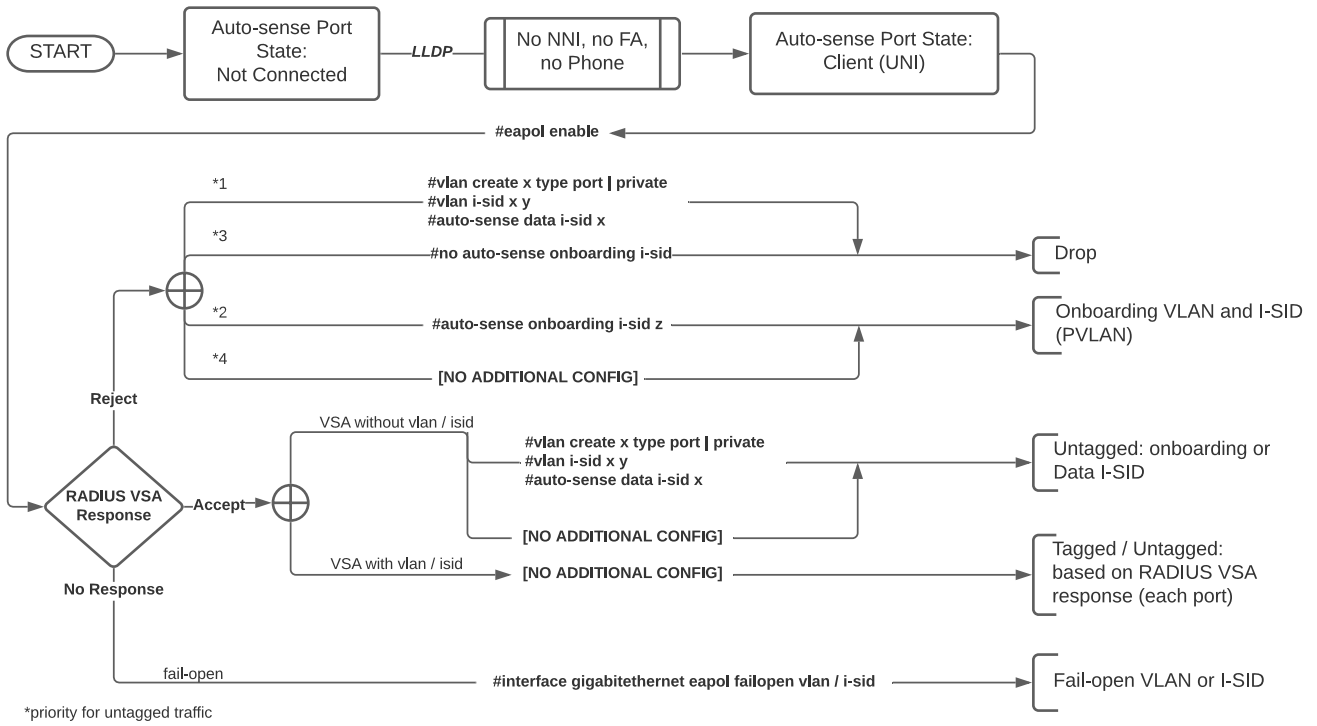 START
Auto-sense Port
State:
Not Connected
LLDP
No NNI, no FA,
no Phone
Auto-sense Port State:
Client (UNI)
#eapol enable
*1
#vlan create x type port | private
#vlan i-sid x y
#auto-sense data i-sid x
*3
#no auto-sense onboarding i-sid
Drop
*2
#auto-sense onboarding i-sid z
Onboarding VLAN and I-SID
(PVLAN)
*4
[NO ADDITIONAL CONFIG]
Reject
VSA without vlan / isid
#vlan create x type port | private
#vlan i-sid x y
#auto-sense data i-sid x
Untagged: onboarding or
Data I-SID
RADIUS VSA
Response
Accept
[NO ADDITIONAL CONFIG]
VSA with vlan / isid
[NO ADDITIONAL CONFIG]
Tagged / Untagged:
based on RADIUS VSA
response (each port)
No Response
fail-open
#interface gigabitethernet eapol failopen vlan / i-sid
Fail-open VLAN or I-SID
*priority for untagged traffic